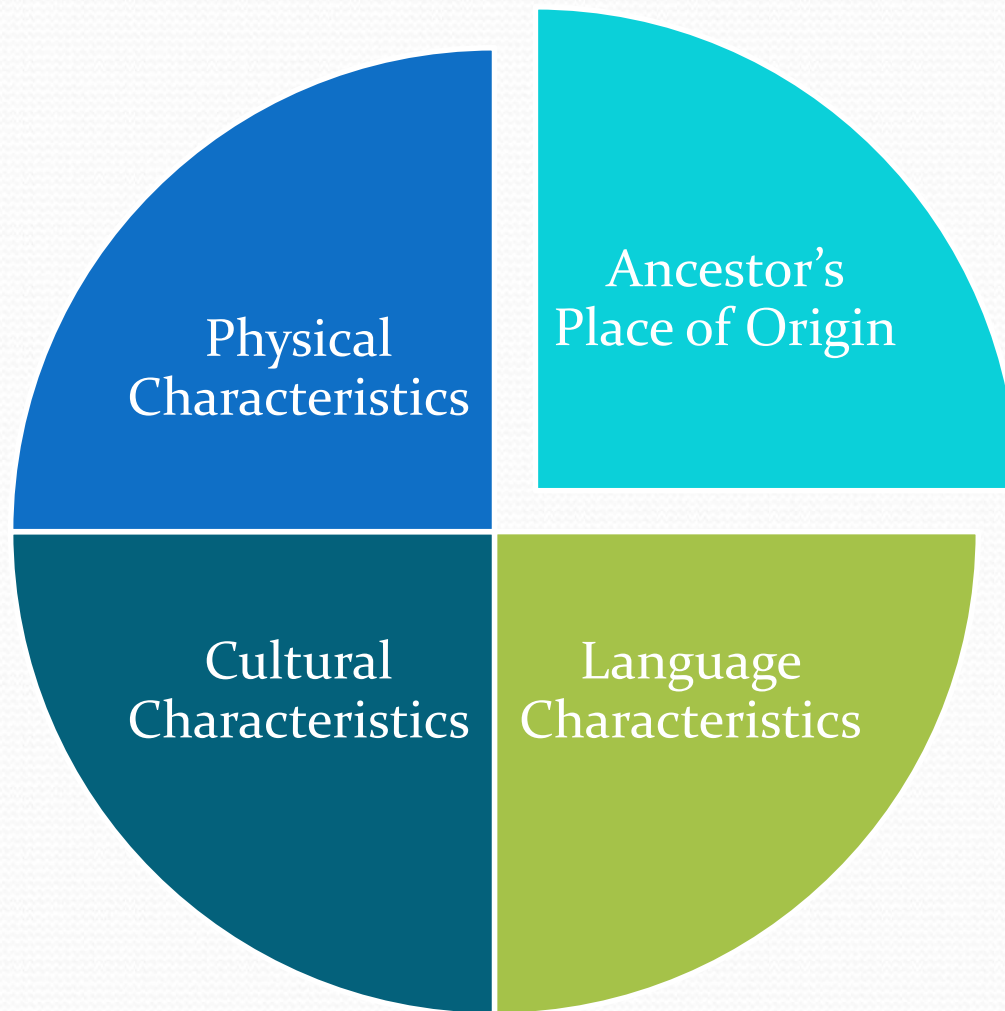 Physical
Characteristics
Ancestor’s
Place of Origin
Cultural
Characteristics
Language
Characteristics